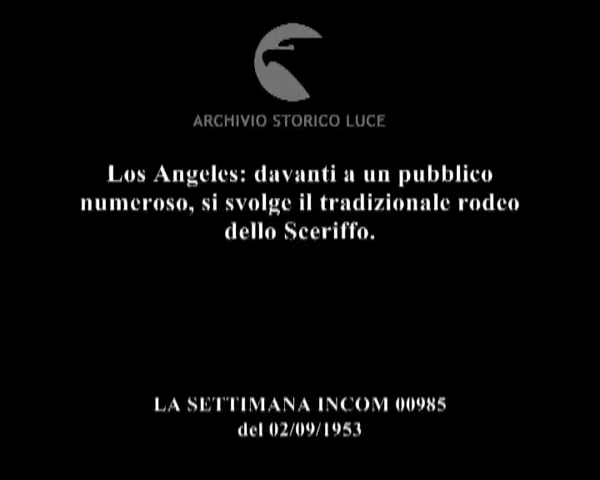 ARCHIVIO STORICO LUCE
Los Angeles: davanti a un pubblico
numeroso, si svolge il tradizionale rodeo
dello Sceriffo.
LA SETTIMANA INCOM 00985
del 02/09/1953